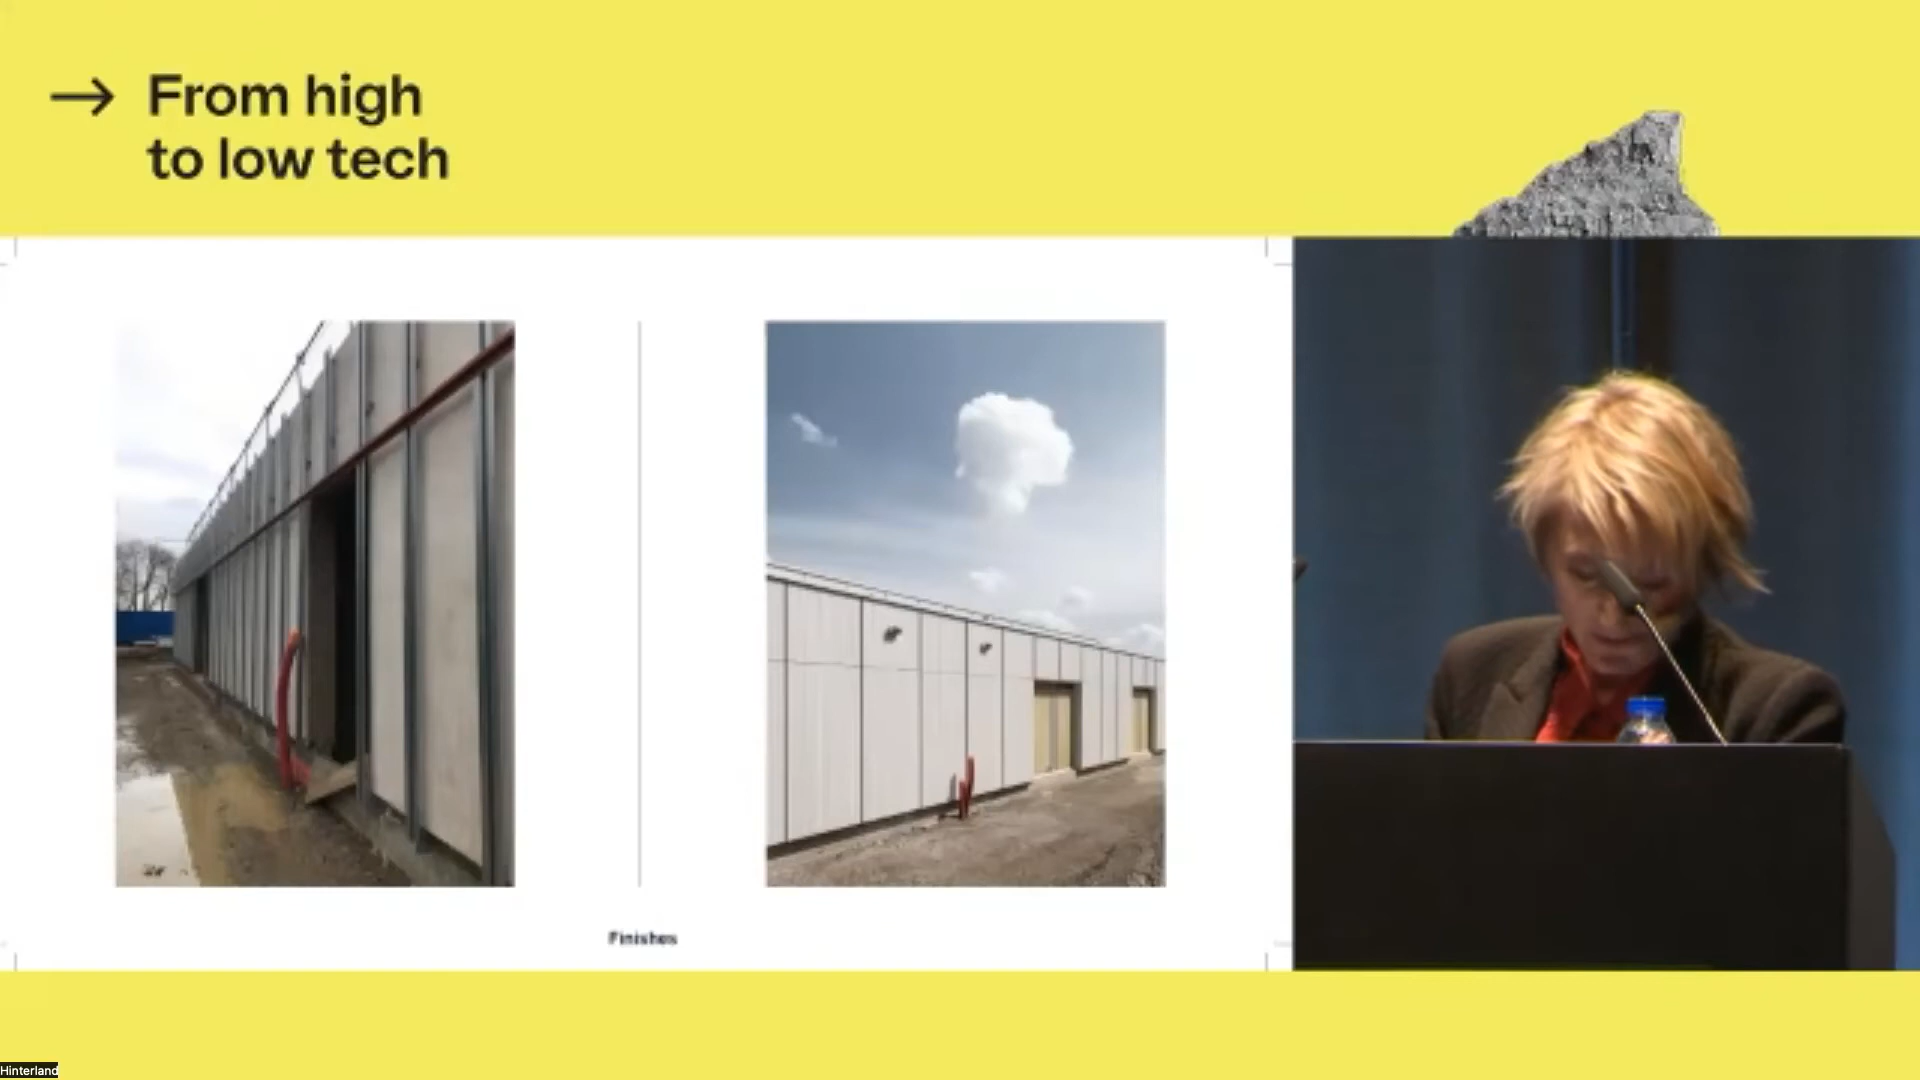 → From high
to low tech
Finishes
Hinterland